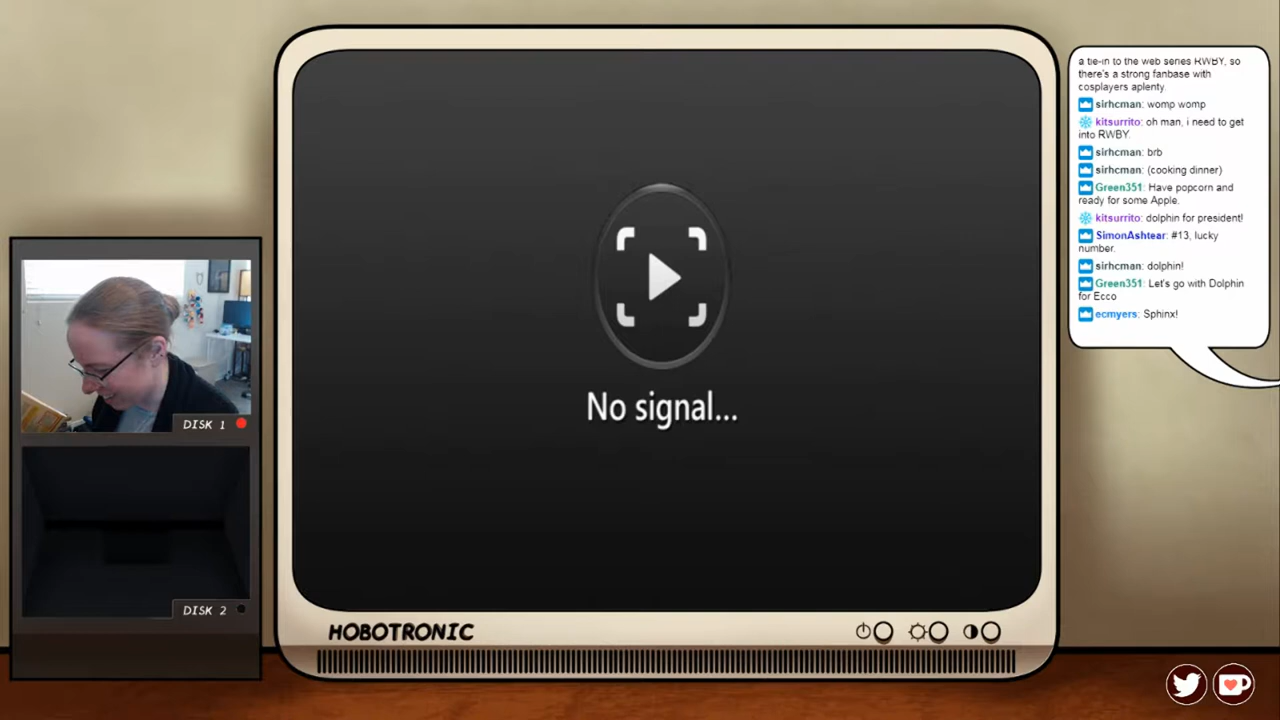 a tie-in to the web series RWBY, so
there's a strong fanbase with
cosplayers aplenty.
sirhcman: womp womp
kitsurrito: oh man, i need to get
into RWBY.
sirhcman: brb
sirhcman: (cooking dinner)
Green351: Have popcorn and
ready for some Apple.
kitsurrito: dolphin for president!
SimonAshtear: #13, lucky
number.
sirhcman: dolphin!
Green351: Let's go with Dolphin
for Ecco
ecmyers: Sphinx!
No signal...
DISK 1
DISK 2
HOBOTRONIC